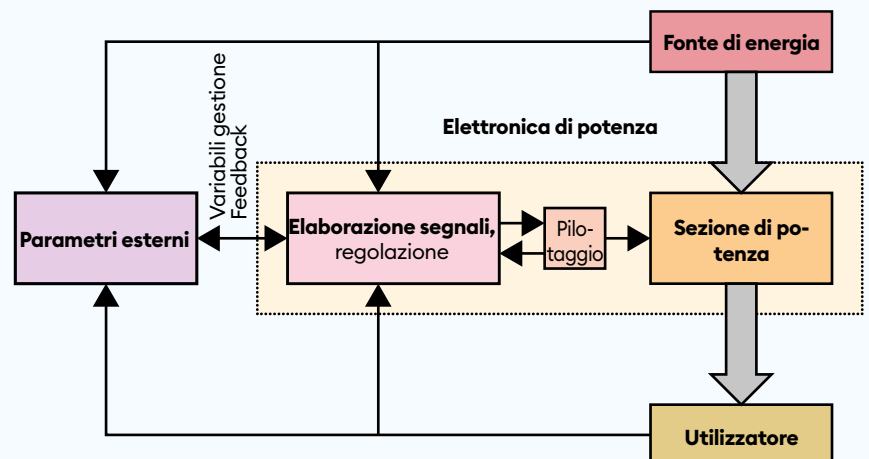 Fonte di energia
Elettronica di potenza
Variabili gestione
Feedback
Parametri esterni
Elaborazione segnali,
regolazione
Pilo-
taggio
Sezione di po-
tenza
Utilizzatore